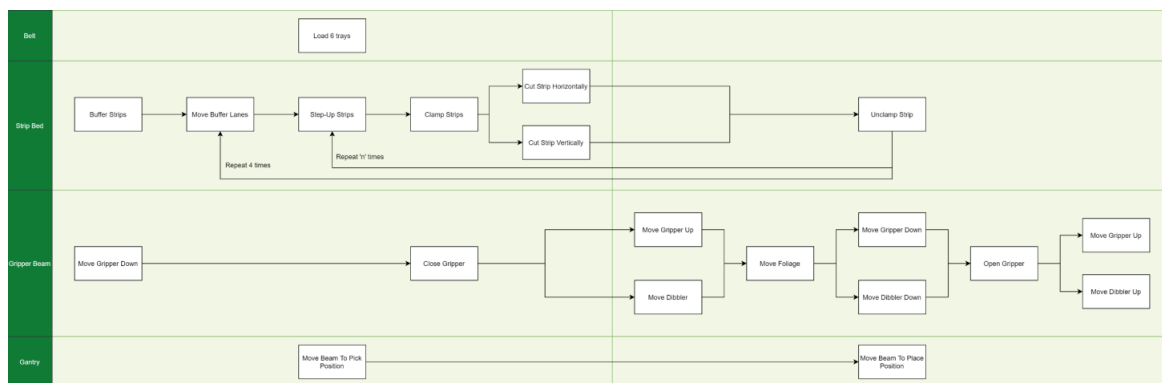 Belt
Load 6 trays
Strip Bed
Buffer Strips
Move Buffer Lanes
Step-Up Strips
Clamp Strips
Cut Strip Horizontally
Cut Strip Vertically
Unclamp Strip
Repeat 'n' times
Repeat 4 times
Gripper Beam
Move Gripper Down
Close Gripper
Move Gripper Up
Move Dibbler
Move Foliage
Move Gripper Down
Move Dibbler Down
Open Gripper
Move Gripper Up
Move Dibbler Up
Gantry
Move Beam To Pick
Position
Move Beam To Place
Position